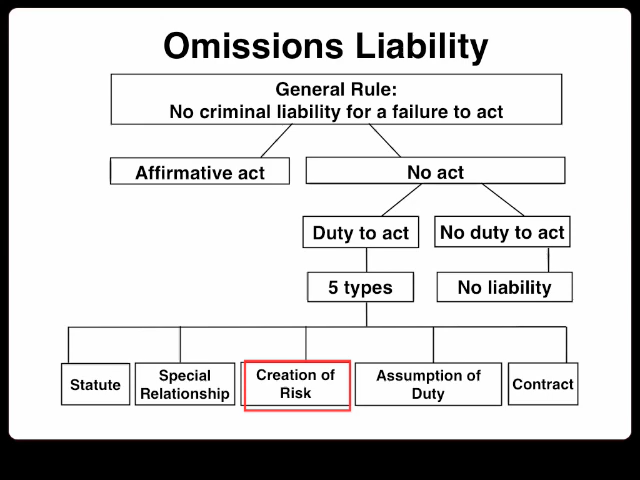 Omissions Liability
General Rule:
No criminal liability for a failure to act
Affirmative act
No act
Duty to act
No duty to act
5 types
No liability
Statute
Special
Relationship
Creation of
Risk
Assumption of
Duty
Contract